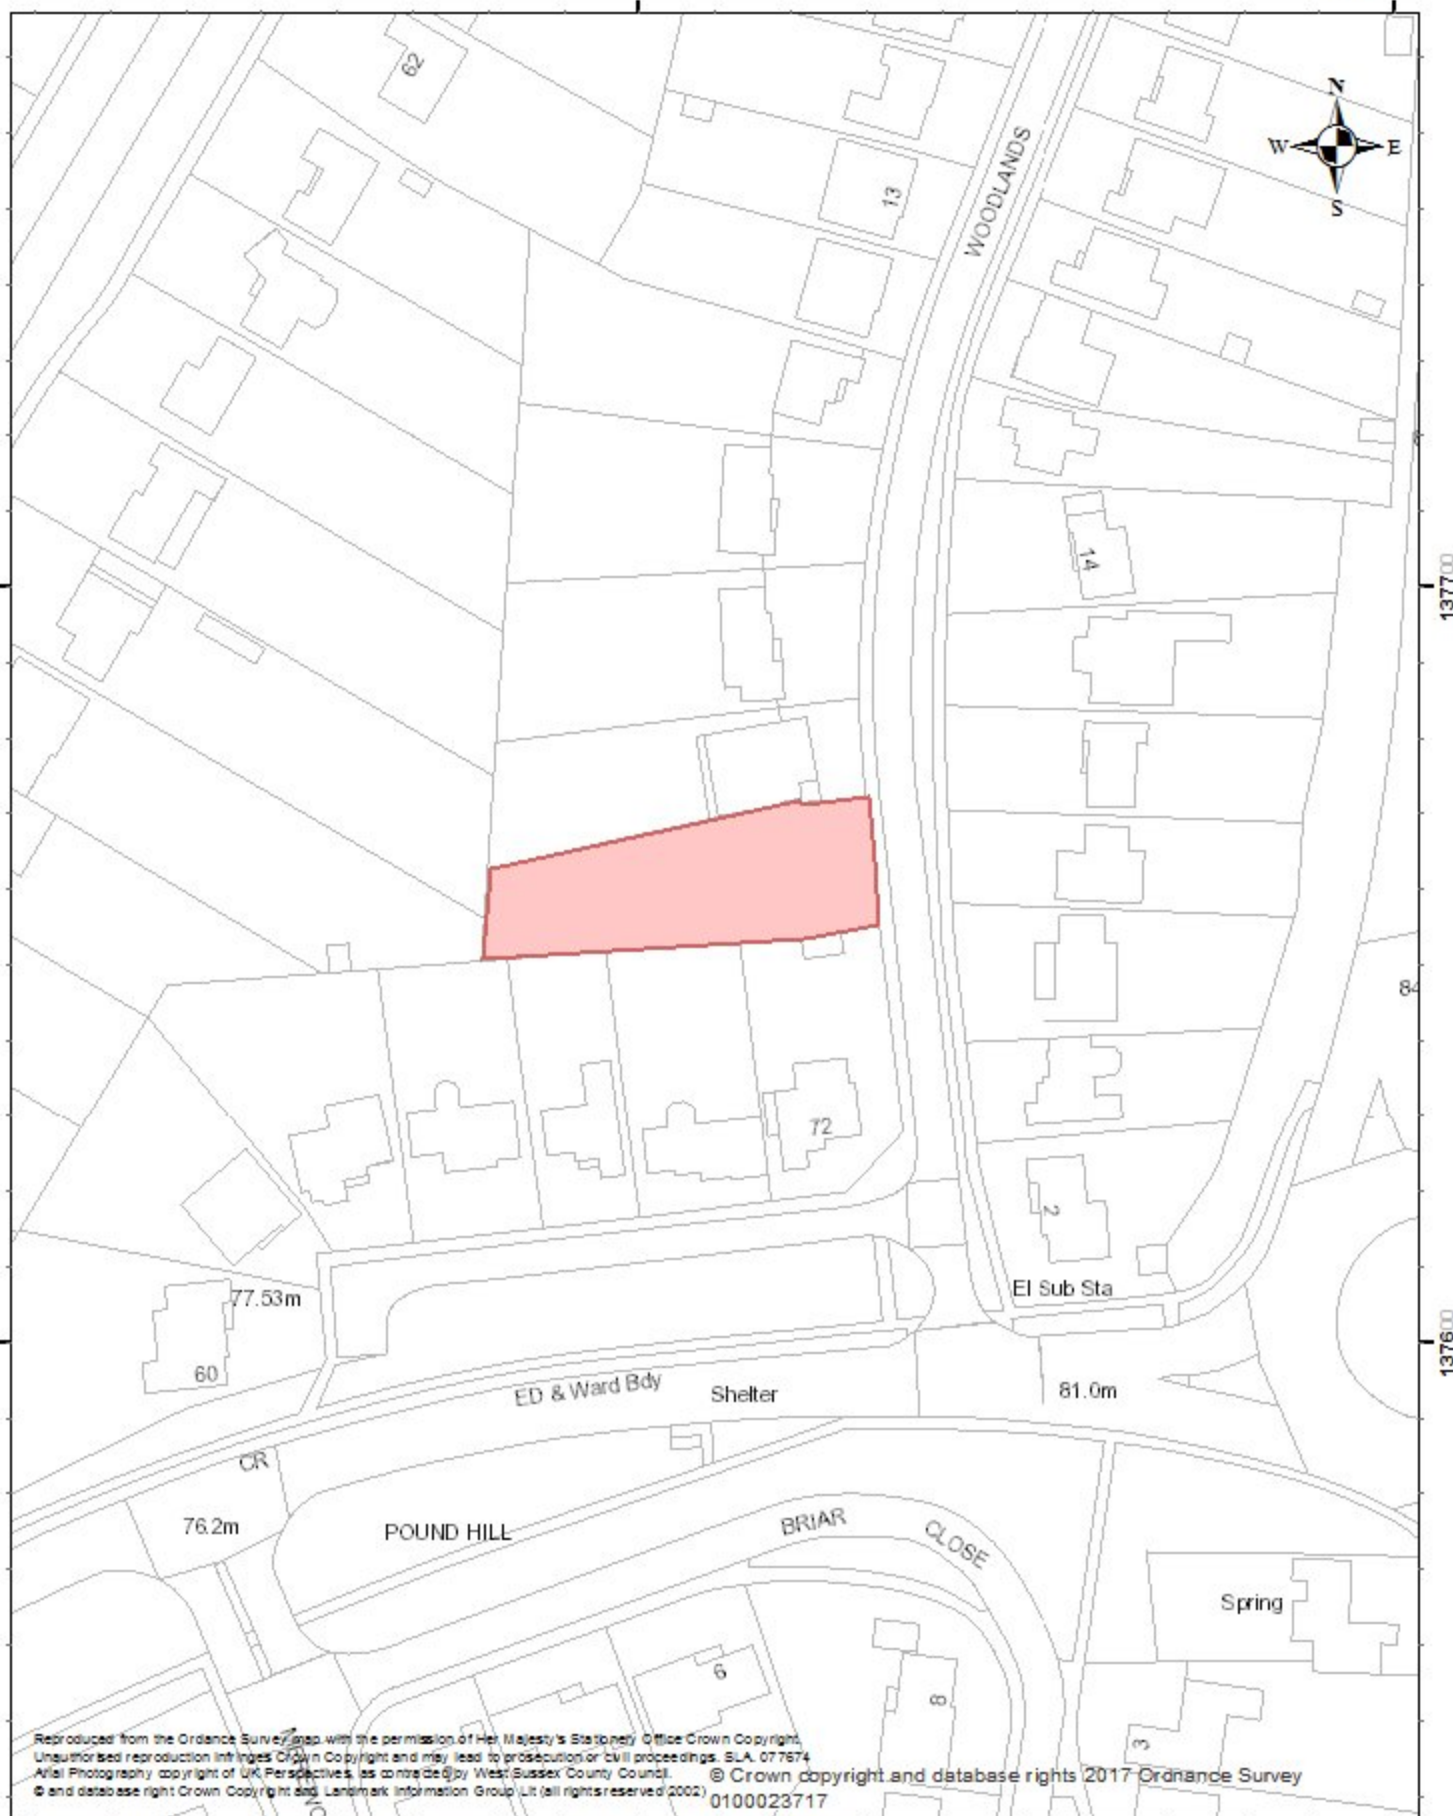 62
N
W E
S
WOODLANDS
13
14
137700
84
72
2
El Sub Sta
77.53m
60
137600
ED & Ward Bdy
Shelter
81.0m
CR
76.2m
POUND HILL
BRIAR
CLOSE
Spring
6
8
3
Reproduced from the Ordance Survey map with the permission of Her Majesty's Stationery Office Crown Copyright.
Unauthorised reproduction infringes Crown Copyright and may lead to prosecution or civil proceedings. SLA 077674
Arial Photography copyright of UK Perspectives, as contracted by West Sussex County Council.
© and database right Crown Copyright and Landmark Information Group Lit (all rights reserved 2002)
© Crown copyright and database rights 2017 Ordnance Survey
0100023717